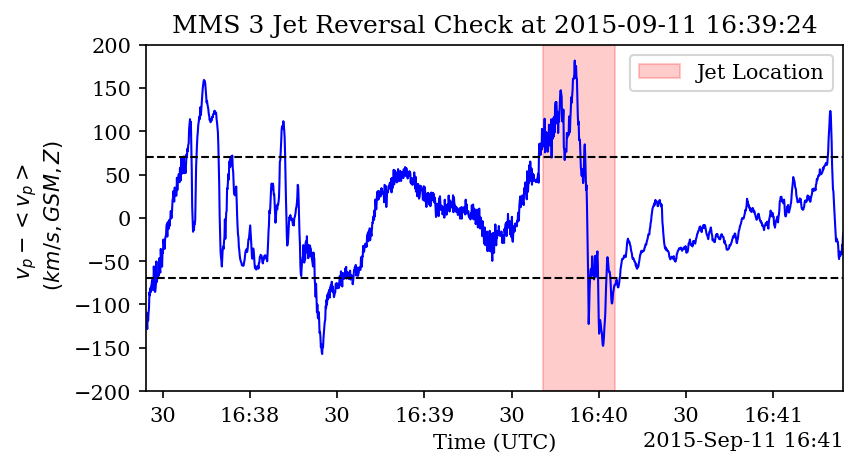 MMS 3 Jet Reversal Check at 2015-09-11 16:39:24
Jet Location
200
150
100
50
0
−50
−100
−150
−200
v_p − < v_p >
(km/s, GSM, Z)
30 16:38 30 16:39 30 16:40 30 16:41
Time (UTC)
2015-Sep-11 16:41